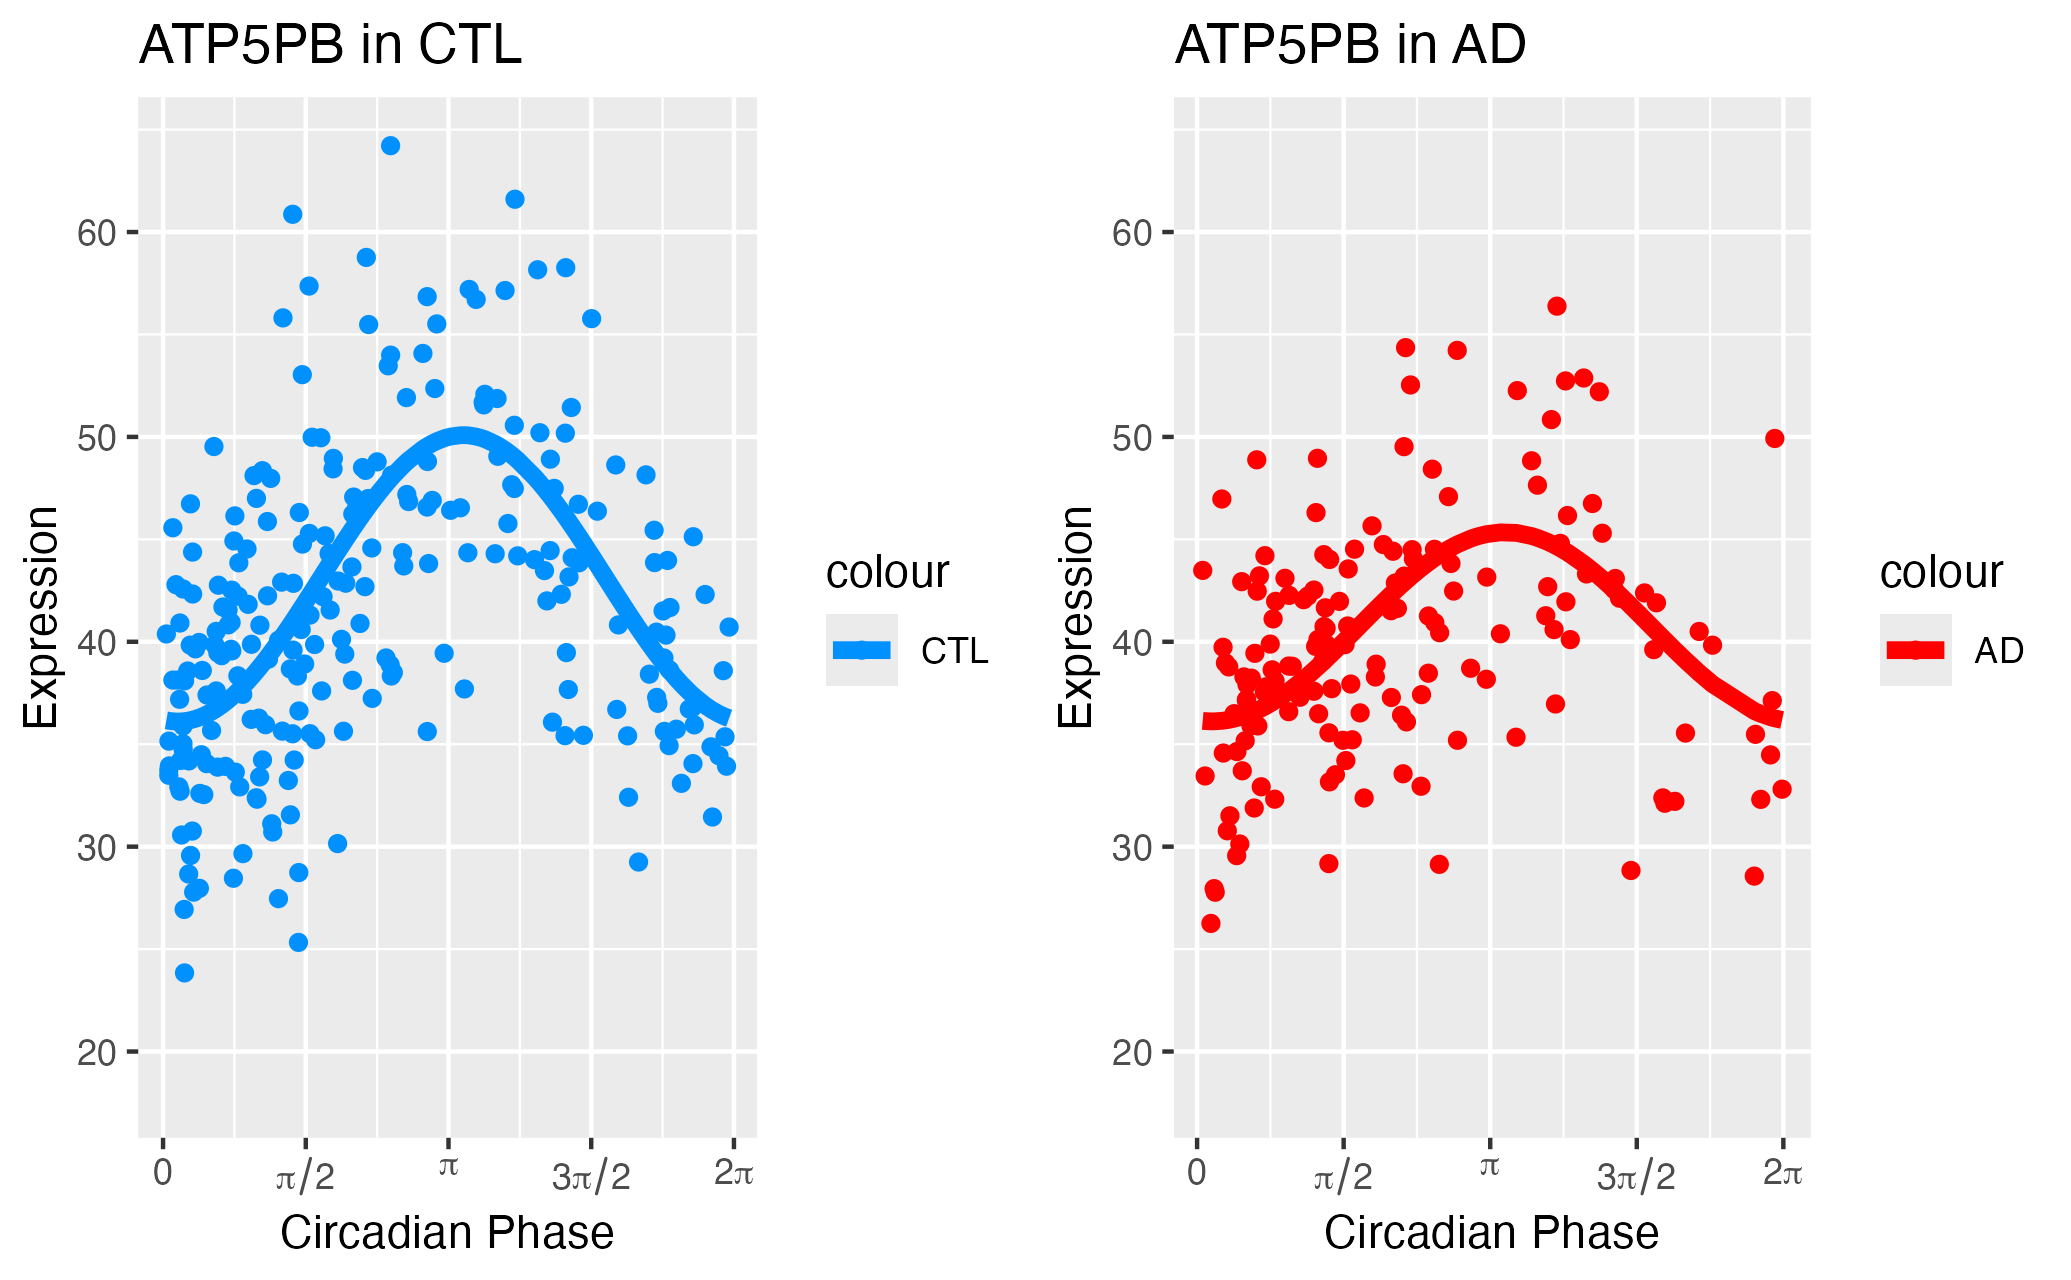 ATP5PB in CTL
60
50
40
30
20
Expression
0 π/2 π 3π/2 2π
Circadian Phase
colour
CTL
ATP5PB in AD
60
50
40
30
20
Expression
0 π/2 π 3π/2 2π
Circadian Phase
colour
AD